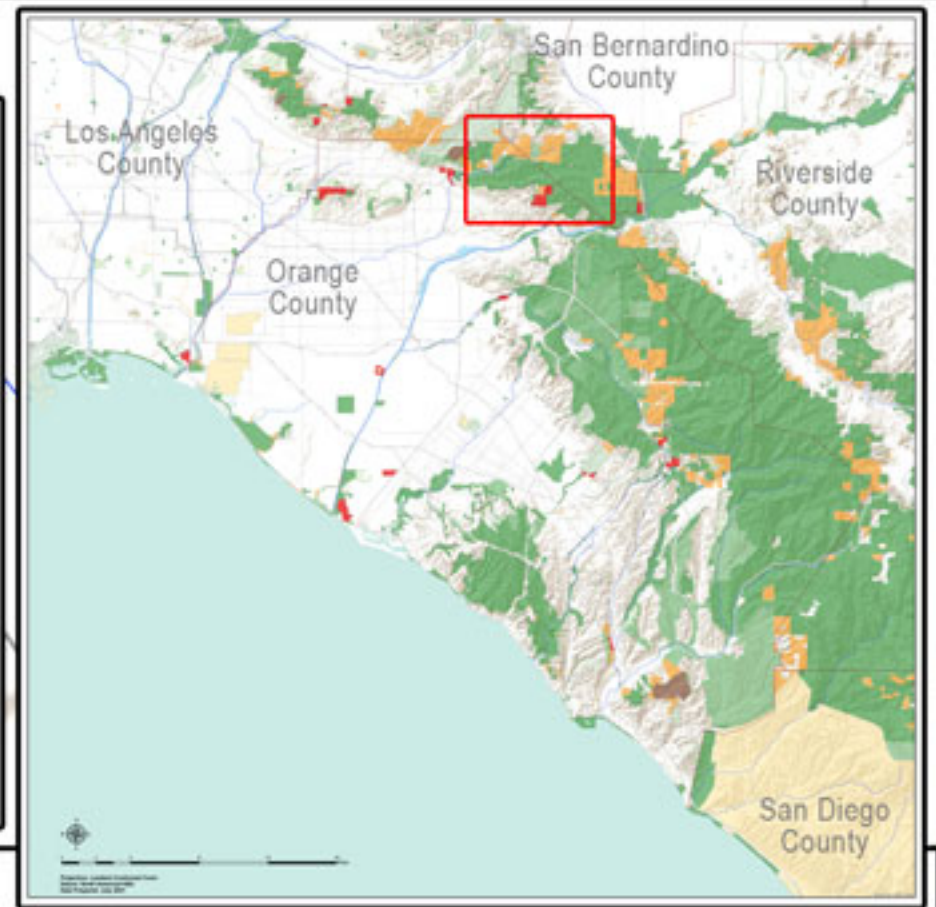 San Bernardino
County
Los Angeles
County
Riverside
County
Orange
County
San Diego
County